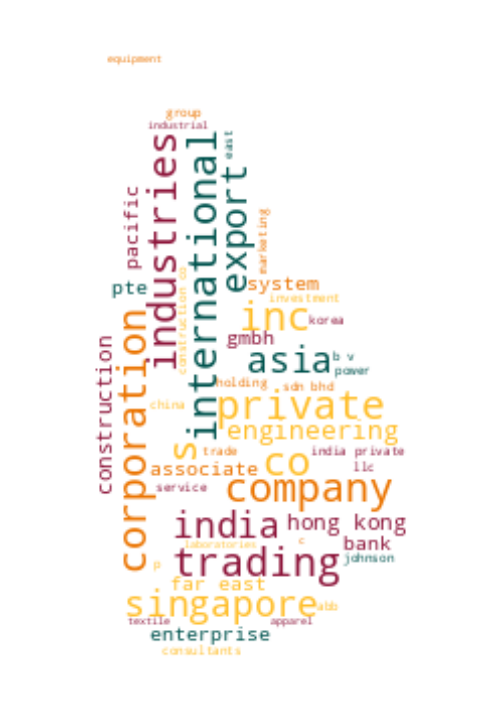 equipment
group
industrial
industries
international
east
export
pacific
marketing
pte
system
construction co
investment
inc
korea
corporation
gmbh
construction
asia
b v
power
holding
sdn bhd
china
private
engineering
s
trade
india private
associate
co
llc
service
company
india
hong kong
laboratories
c
bank
trading
johnson
p
far east
singapore
abb
textile
apparel
enterprise
consultants